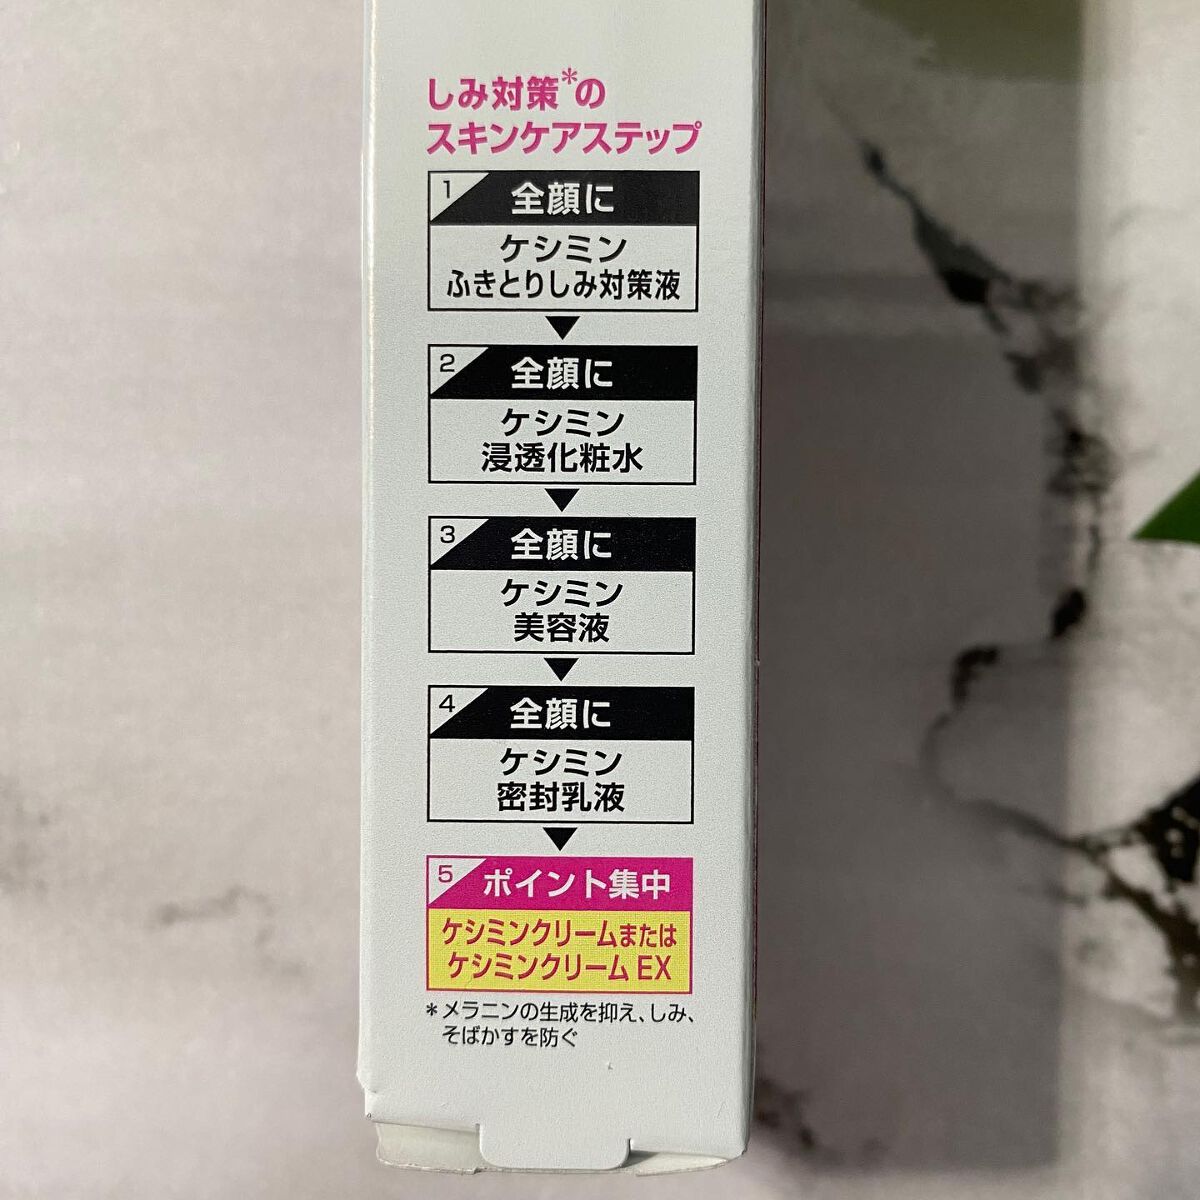 しみ対策*の
スキンケアステップ
1 全顔に
ケシミン
ふきとりしみ対策液
2 全顔に
ケシミン
浸透化粧水
3 全顔に
ケシミン
美容液
4 全顔に
ケシミン
密封乳液
5 ポイント集中
ケシミンクリームまたは
ケシミンクリーム EX
*メラニンの生成を抑え、しみ、
そばかすを防ぐ